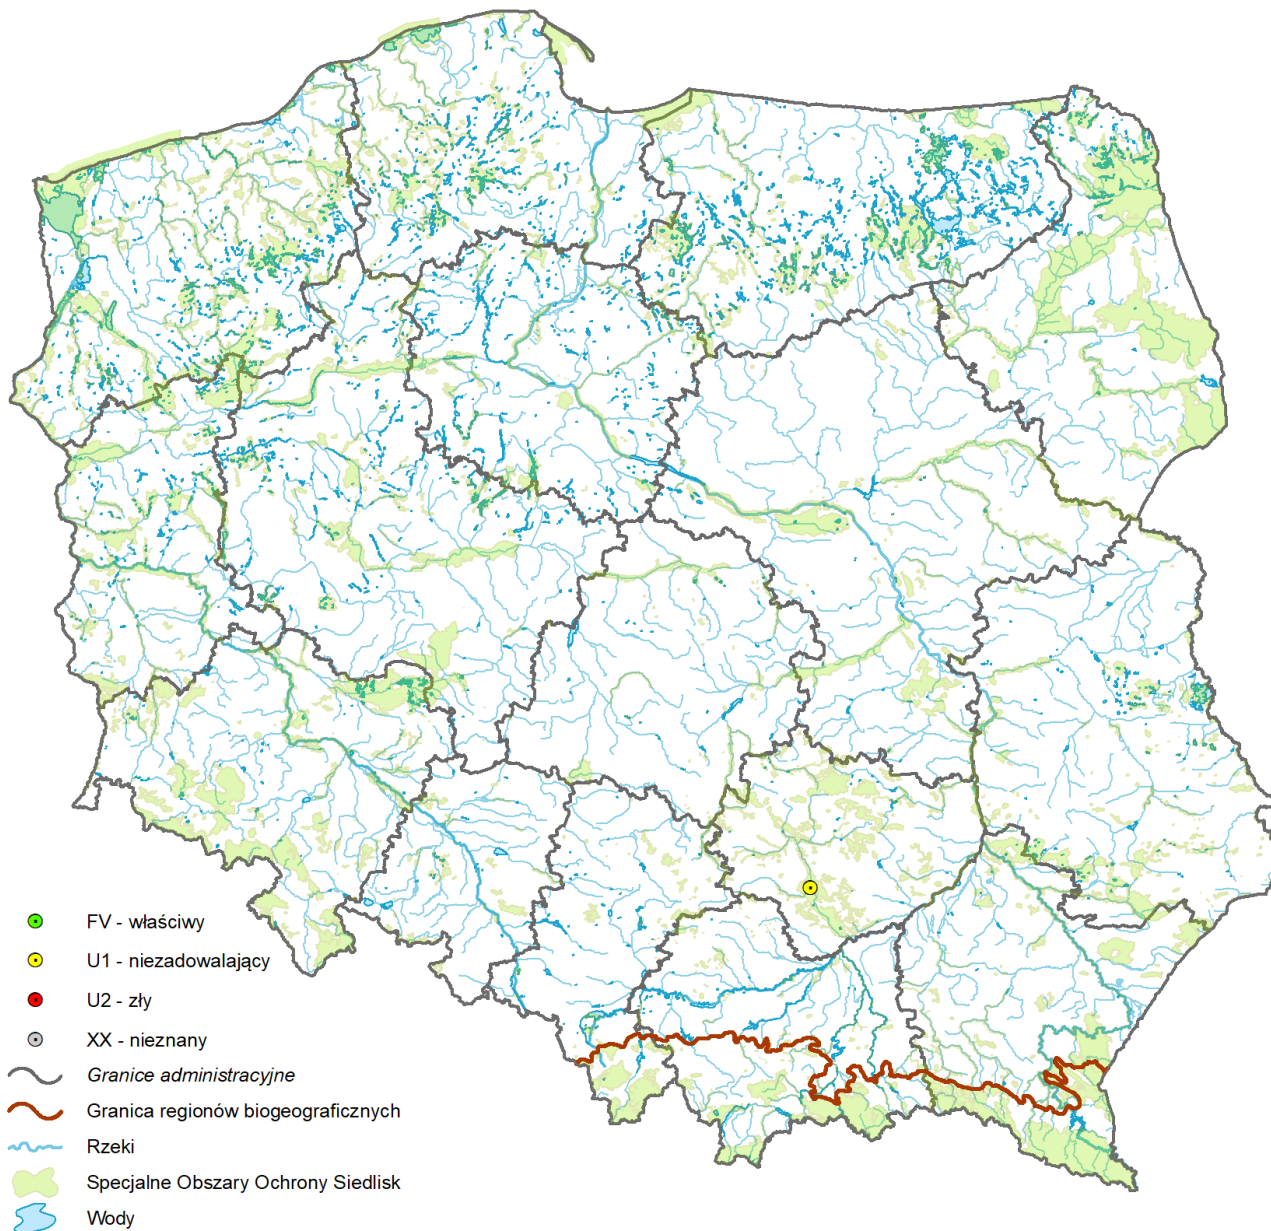 FV - właściwy
U1 - niezadowalający
U2 - zły
XX - nieznany
Granice administracyjne
Granica regionów biogeograficznych
Rzeki
Specjalne Obszary Ochrony Siedlisk
Wody